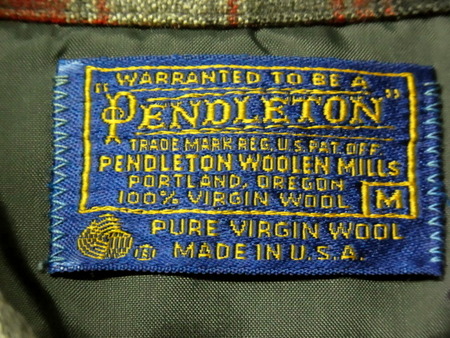 WARRANTED TO BE A
"PENDLETON"
TRADE MARK REG. U.S. PAT. OFF
PENDLETON WOOLEN MILLS
PORTLAND, OREGON
100% VIRGIN WOOL M
PURE VIRGIN WOOL
MADE IN U.S.A.